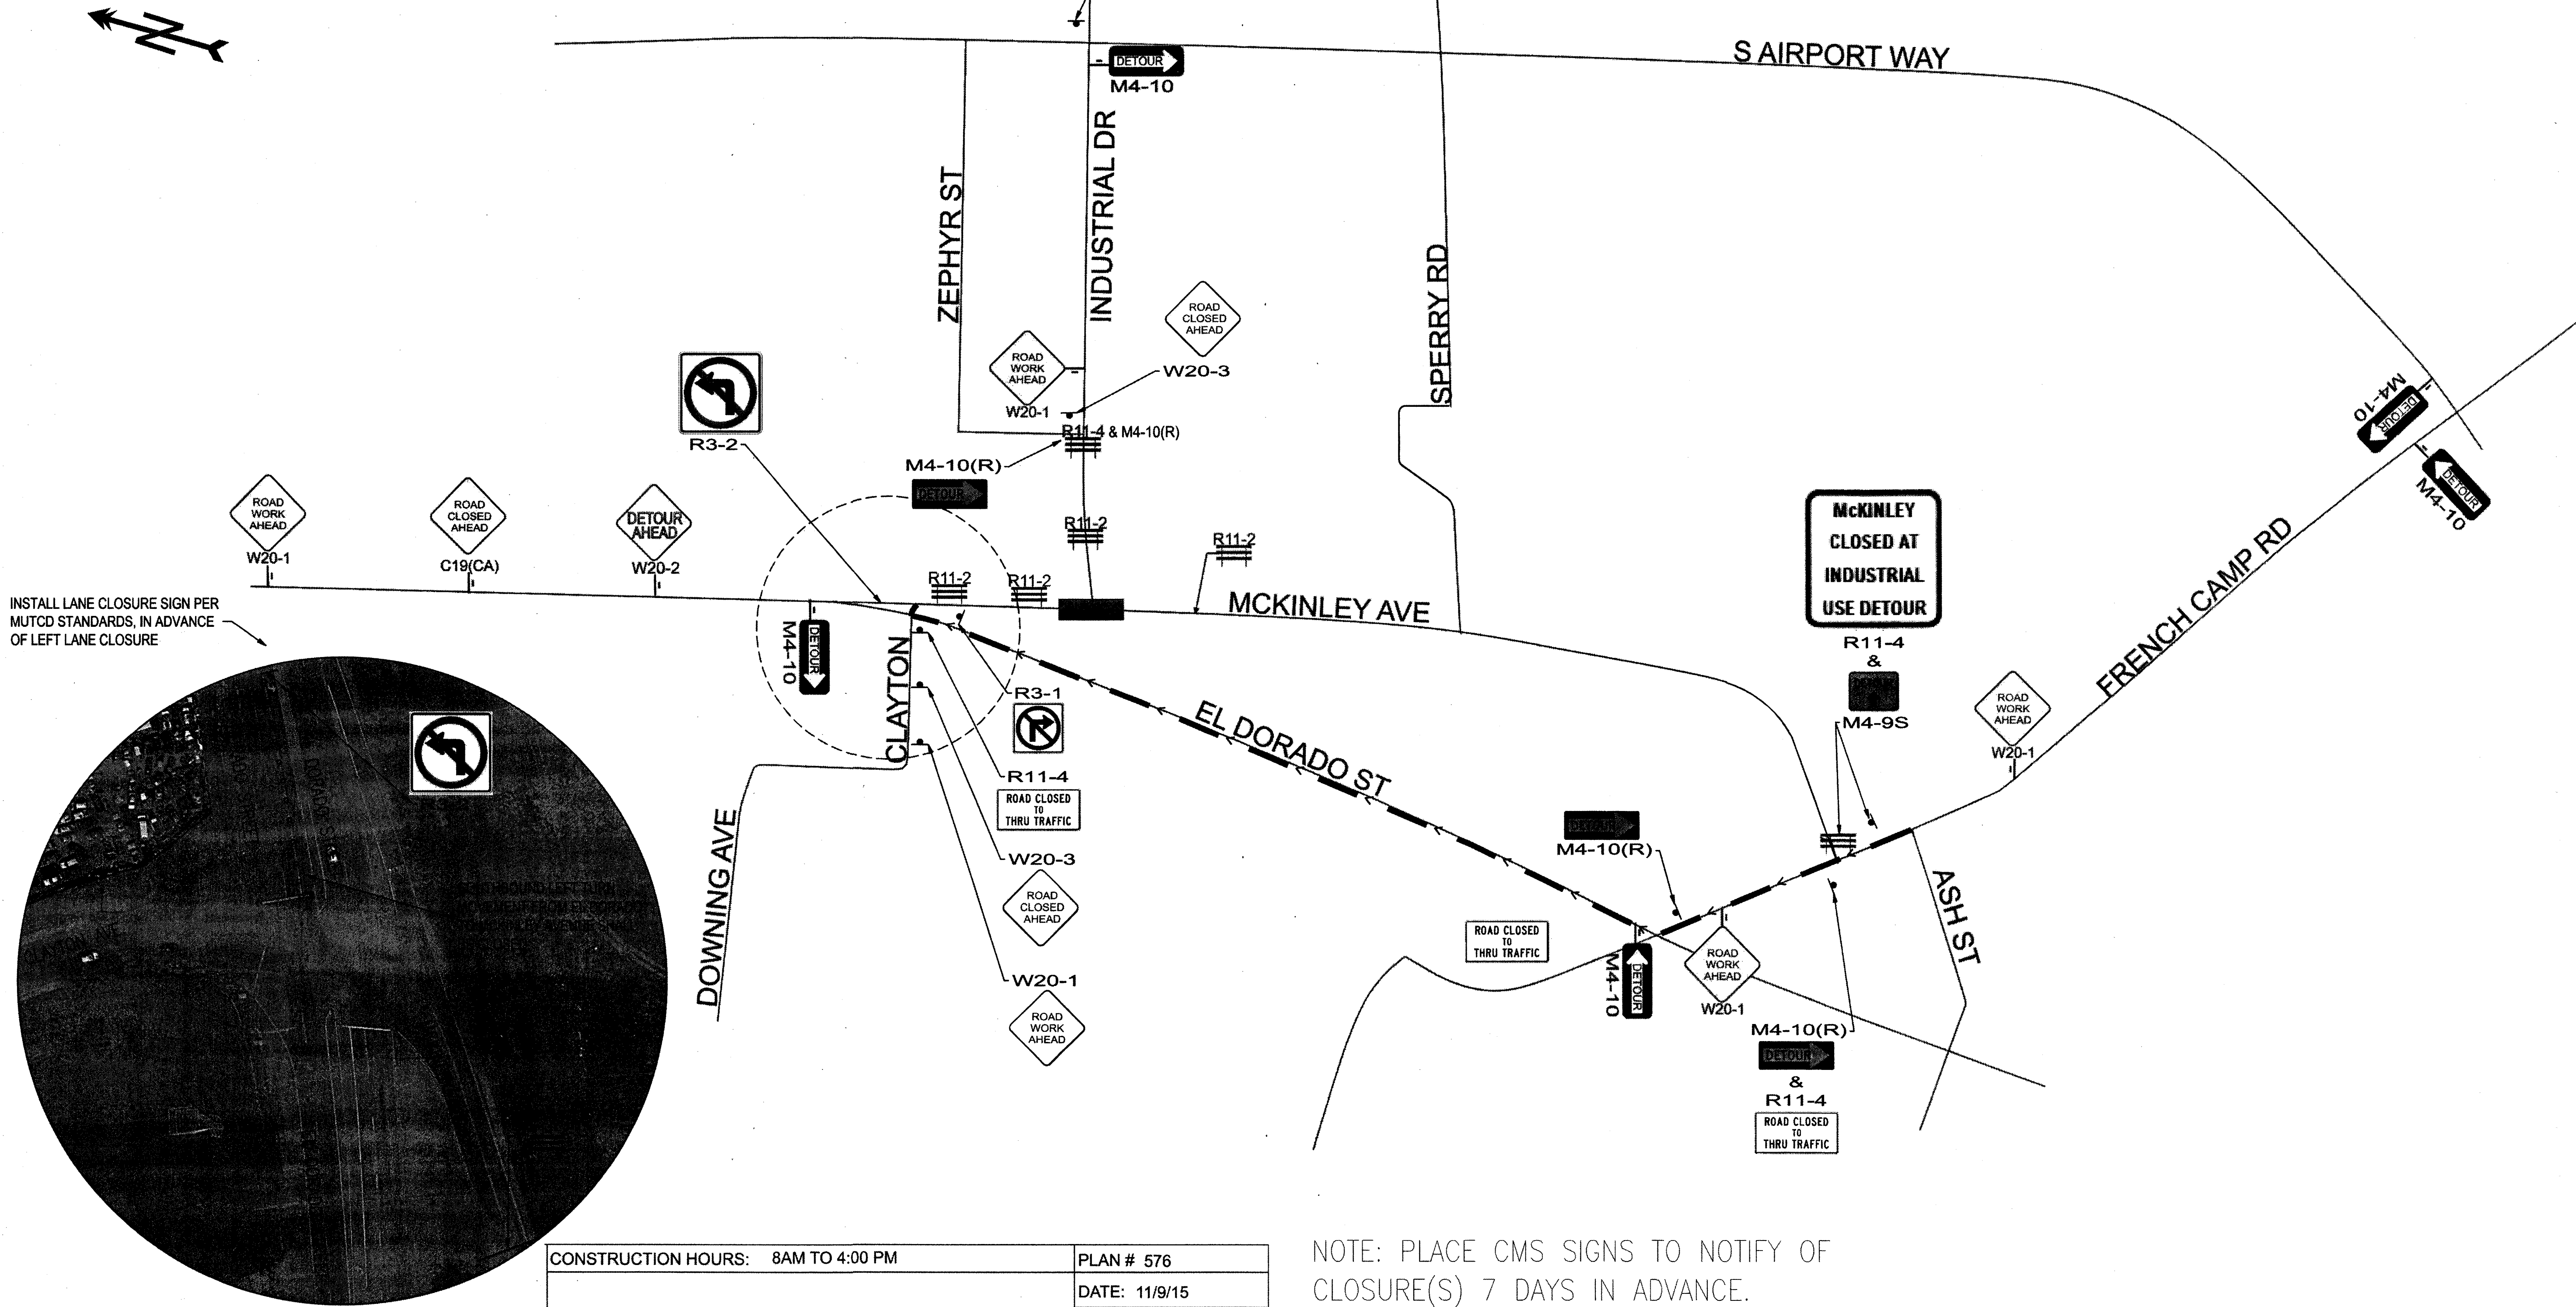 N
S AIRPORT WAY
DETOUR
M4-10
ZEPHYR ST
INDUSTRIAL DR
SPERRY RD
ROAD
CLOSED
AHEAD
W20-3
ROAD
WORK
AHEAD
W20-1
R11-4 & M4-10(R)
M4-10(R)
DETOUR
R3-2
ROAD
WORK
AHEAD
W20-1
ROAD
CLOSED
AHEAD
C19(CA)
DETOUR
AHEAD
W20-2
R11-2
R11-2
R11-2
R11-2
MCKINLEY AVE
INSTALL LANE CLOSURE SIGN PER
MUTCD STANDARDS, IN ADVANCE
OF LEFT LANE CLOSURE
M4-10
DETOUR
CLAYTON
R3-1
R11-4
ROAD CLOSED
TO
THRU TRAFFIC
W20-3
ROAD
CLOSED
AHEAD
W20-1
ROAD
WORK
AHEAD
DOWNING AVE
EL DORADO ST
M4-10
DETOUR
DETOUR
M4-10
McKINLEY
CLOSED AT
INDUSTRIAL
USE DETOUR
R11-4
&
M4-9S
FRENCH CAMP RD
ROAD
WORK
AHEAD
W20-1
DETOUR
M4-10(R)
ROAD CLOSED
TO
THRU TRAFFIC
M4-10
DETOUR
ROAD
WORK
AHEAD
W20-1
ASH ST
M4-10(R)
DETOUR
&
R11-4
ROAD CLOSED
TO
THRU TRAFFIC
CLAYTON AVE
CONSTRUCTION HOURS: 8AM TO 4:00 PM
PLAN # 576
DATE: 11/9/15
NOTE: PLACE CMS SIGNS TO NOTIFY OF
CLOSURE(S) 7 DAYS IN ADVANCE.